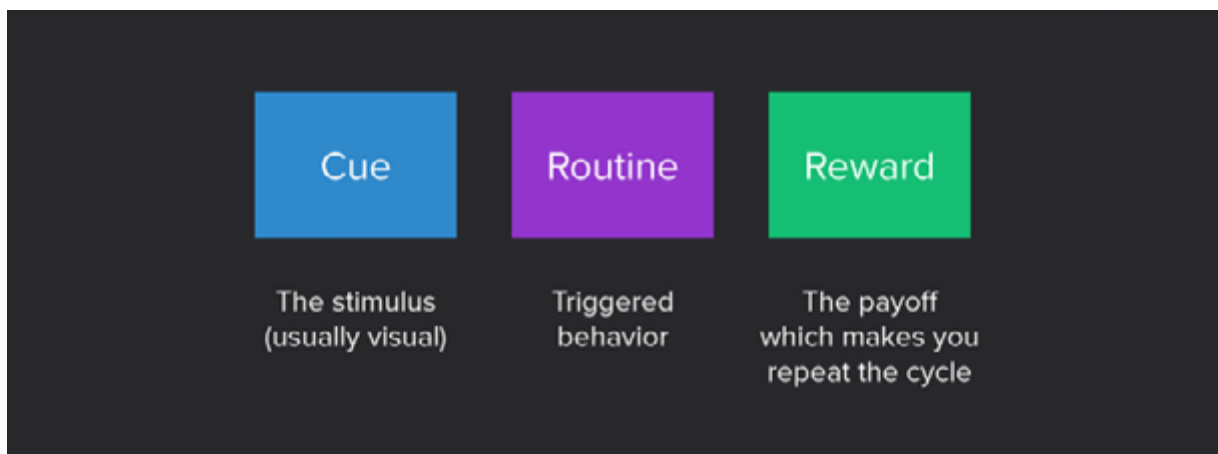 Cue
Routine
Reward
The stimulus
(usually visual)
Triggered
behavior
The payoff
which makes you
repeat the cycle